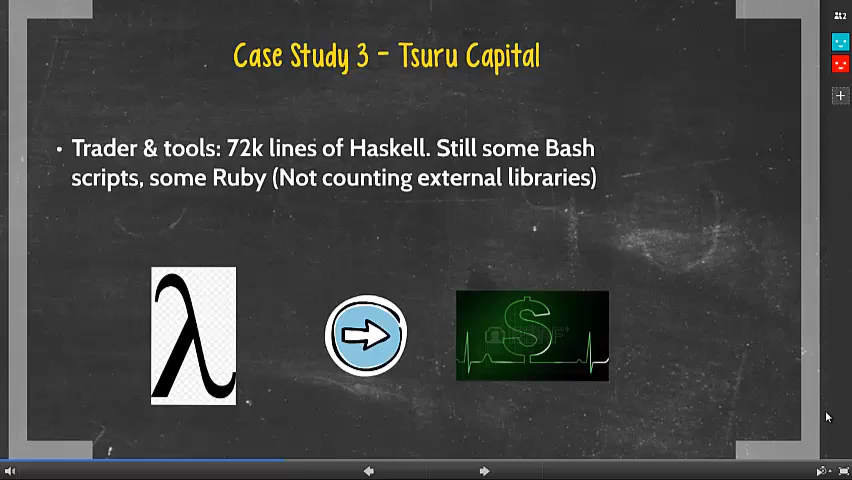 Case Study 3 - Tsuru Capital
• Trader & tools: 72k lines of Haskell. Still some Bash
scripts, some Ruby (Not counting external libraries)
λ
$